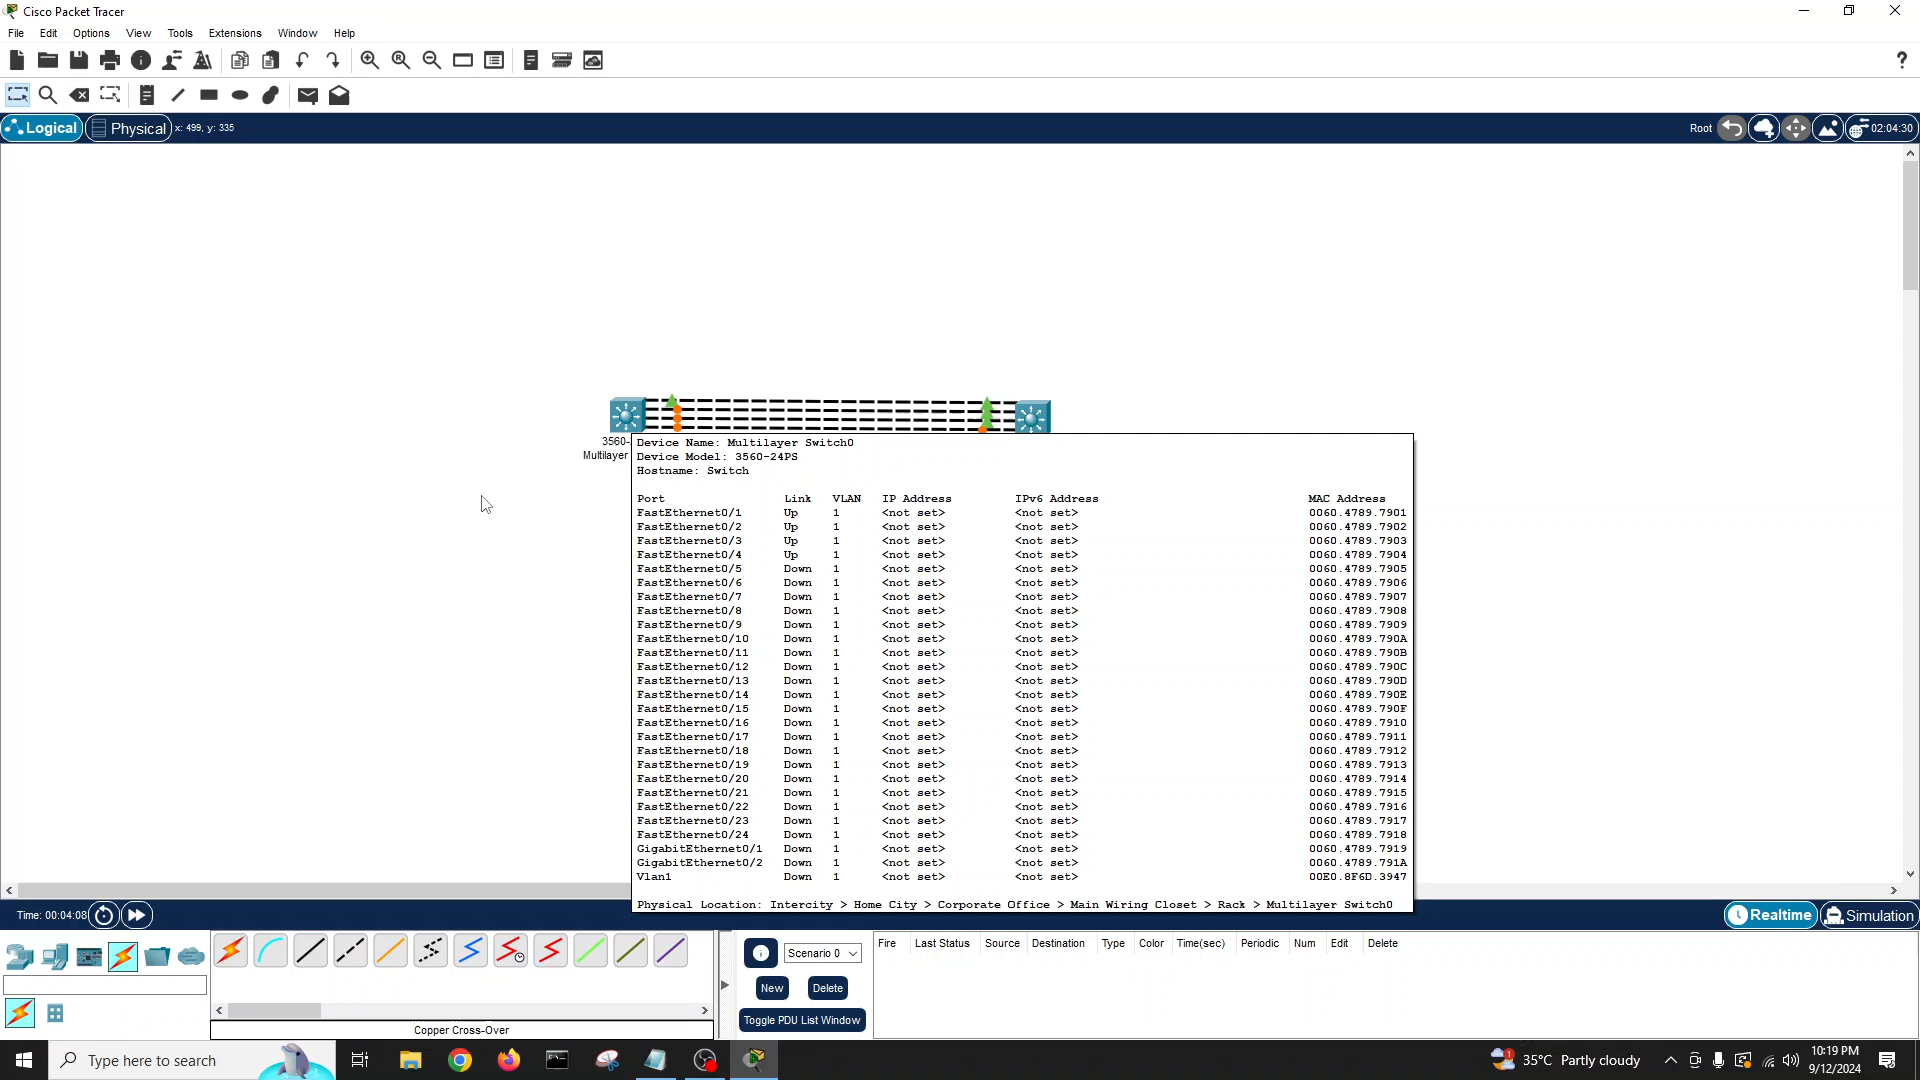 Cisco Packet Tracer
File Edit Options View Tools Extensions Window Help
?
Logical Physical x: 499, y: 335 Root 02:04:30
3560-
Multilayer
Device Name: Multilayer Switch0
Device Model: 3560-24PS
Hostname: Switch
Port Link VLAN IP Address IPv6 Address MAC Address
FastEthernet0/1 Up 1 <not set> <not set> 0060.4789.7901
FastEthernet0/2 Up 1 <not set> <not set> 0060.4789.7902
FastEthernet0/3 Up 1 <not set> <not set> 0060.4789.7903
FastEthernet0/4 Up 1 <not set> <not set> 0060.4789.7904
FastEthernet0/5 Down 1 <not set> <not set> 0060.4789.7905
FastEthernet0/6 Down 1 <not set> <not set> 0060.4789.7906
FastEthernet0/7 Down 1 <not set> <not set> 0060.4789.7907
FastEthernet0/8 Down 1 <not set> <not set> 0060.4789.7908
FastEthernet0/9 Down 1 <not set> <not set> 0060.4789.7909
FastEthernet0/10 Down 1 <not set> <not set> 0060.4789.790A
FastEthernet0/11 Down 1 <not set> <not set> 0060.4789.790B
FastEthernet0/12 Down 1 <not set> <not set> 0060.4789.790C
FastEthernet0/13 Down 1 <not set> <not set> 0060.4789.790D
FastEthernet0/14 Down 1 <not set> <not set> 0060.4789.790E
FastEthernet0/15 Down 1 <not set> <not set> 0060.4789.790F
FastEthernet0/16 Down 1 <not set> <not set> 0060.4789.7910
FastEthernet0/17 Down 1 <not set> <not set> 0060.4789.7911
FastEthernet0/18 Down 1 <not set> <not set> 0060.4789.7912
FastEthernet0/19 Down 1 <not set> <not set> 0060.4789.7913
FastEthernet0/20 Down 1 <not set> <not set> 0060.4789.7914
FastEthernet0/21 Down 1 <not set> <not set> 0060.4789.7915
FastEthernet0/22 Down 1 <not set> <not set> 0060.4789.7916
FastEthernet0/23 Down 1 <not set> <not set> 0060.4789.7917
FastEthernet0/24 Down 1 <not set> <not set> 0060.4789.7918
GigabitEthernet0/1 Down 1 <not set> <not set> 0060.4789.7919
GigabitEthernet0/2 Down 1 <not set> <not set> 0060.4789.791A
Vlan1 Down 1 <not set> <not set> 00E0.8F6D.3947
Physical Location: Intercity > Home City > Corporate Office > Main Wiring Closet > Rack > Multilayer Switch0
Time: 00:04:08 Realtime Simulation
Scenario 0 Fire Last Status Source Destination Type Color Time(sec) Periodic Num Edit Delete
New Delete
Toggle PDU List Window
Copper Cross-Over
Type here to search 1 35°C Partly cloudy 10:19 PM
9/12/2024